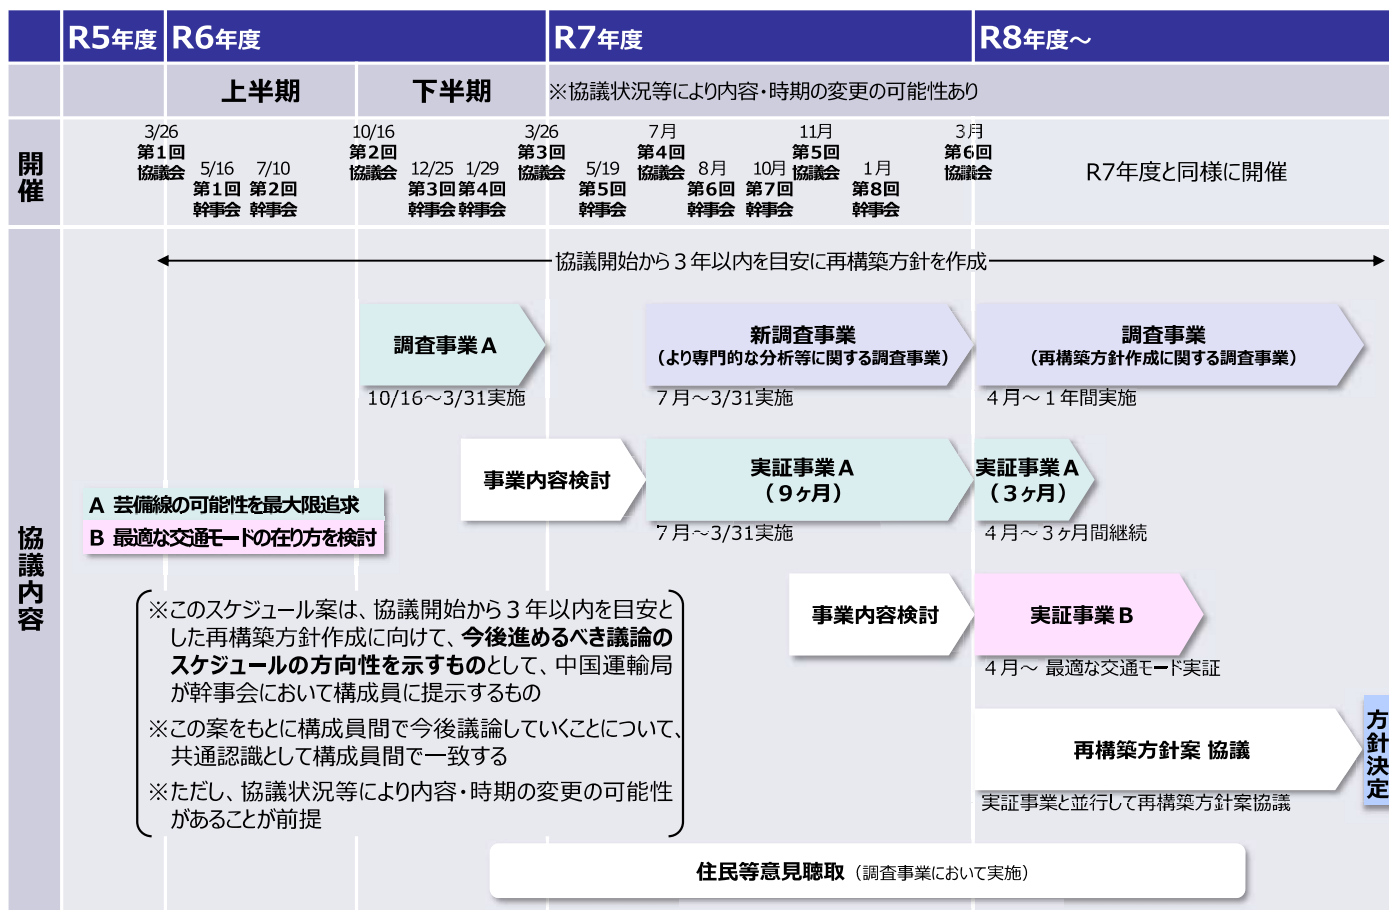 R5年度
R6年度
R7年度
R8年度～
上半期
下半期
※協議状況等により内容・時期の変更の可能性あり
開催
3/26
第1回
協議会
5/16
第1回
幹事会
7/10
第2回
幹事会
10/16
第2回
協議会
12/25
第3回
幹事会
1/29
第4回
幹事会
3/26
第3回
協議会
5/19
第5回
幹事会
7月
第4回
協議会
8月
第6回
幹事会
10月
第7回
幹事会
11月
第5回
協議会
1月
第8回
幹事会
3月
第6回
協議会
R7年度と同様に開催
協議内容
協議開始から３年以内を目安に再構築方針を作成
調査事業A
10/16～3/31実施
新調査事業
（より専門的な分析等に関する調査事業）
７月～3/31実施
調査事業
（再構築方針作成に関する調査事業）
４月～１年間実施
事業内容検討
実証事業A
（９ヶ月）
７月～3/31実施
実証事業A
（３ヶ月）
４月～３ヶ月間継続
A 芸備線の可能性を最大限追求
B 最適な交通モードの在り方を検討
事業内容検討
実証事業B
４月～ 最適な交通モード実証
※このスケジュール案は、協議開始から３年以内を目安と
した再構築方針作成に向けて、今後進めるべき議論の
スケジュールの方向性を示すものとして、中国運輸局
が幹事会において構成員に提示するもの
※この案をもとに構成員間で今後議論していくことについて、
共通認識として構成員間で一致する
※ただし、協議状況等により内容・時期の変更の可能性
があることが前提
再構築方針案 協議
実証事業と並行して再構築方針案協議
方針決定
住民等意見聴取（調査事業において実施）